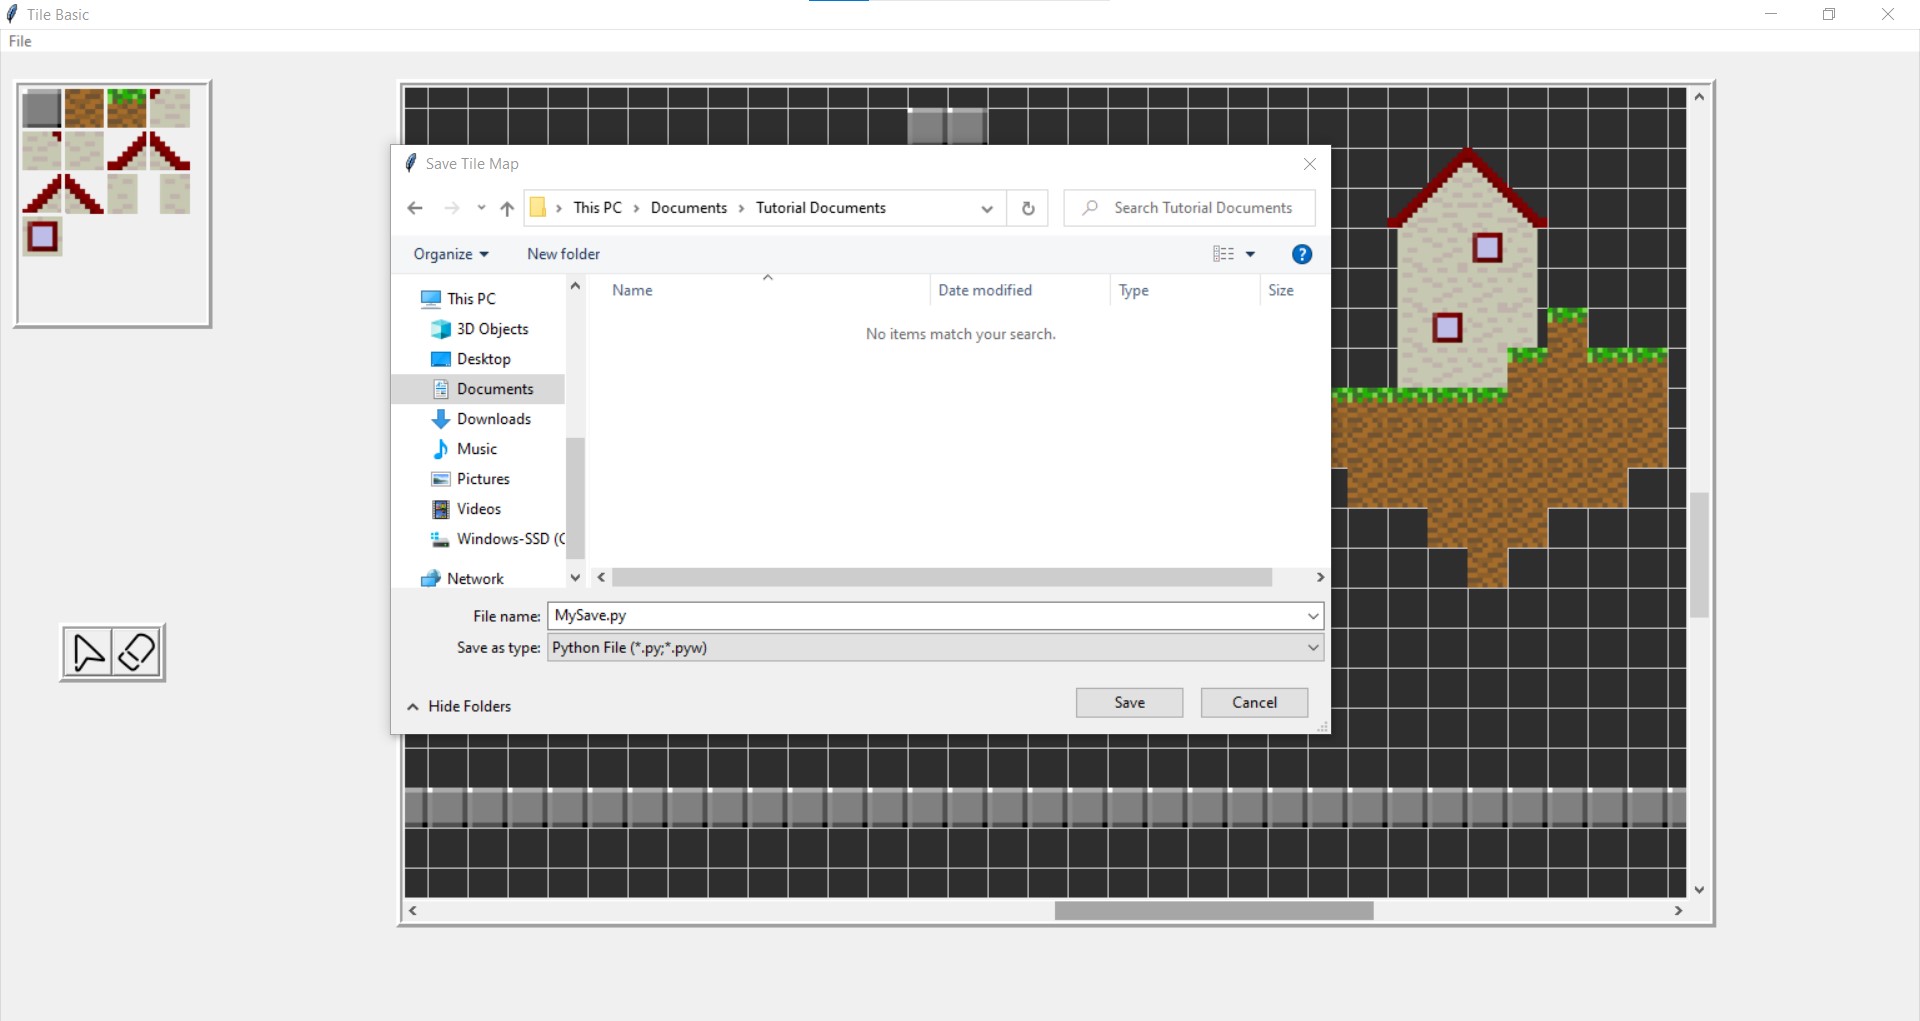 Tile Basic
File
Save Tile Map
This PC > Documents > Tutorial Documents
Search Tutorial Documents
Organize
New folder
?
This PC
3D Objects
Desktop
Documents
Downloads
Music
Pictures
Videos
Windows-SSD (C
Network
Name
Date modified
Type
Size
No items match your search.
File name: MySave.py
Save as type: Python File (*.py;*.pyw)
Hide Folders
Save
Cancel